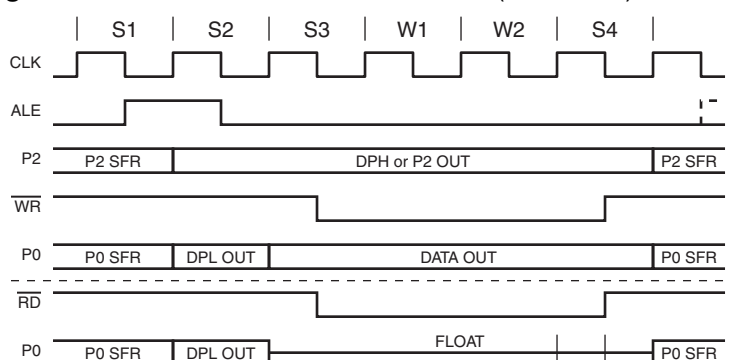 S1 S2 S3 W1 W2 S4
CLK
ALE
P2 P2 SFR DPH or P2 OUT P2 SFR
WR
P0 P0 SFR DPL OUT DATA OUT P0 SFR
RD
P0 P0 SFR DPL OUT FLOAT P0 SFR